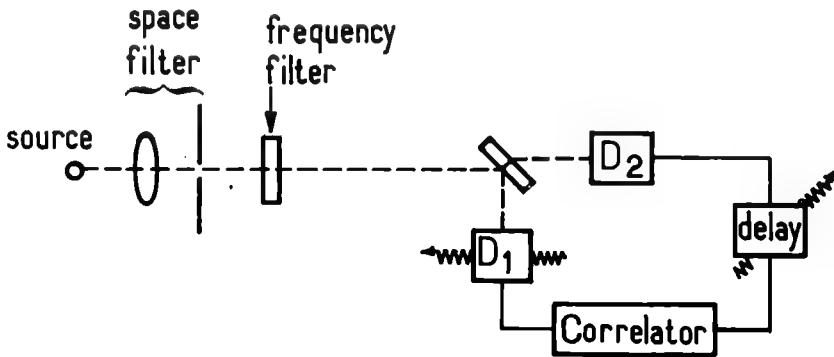 space
filter
frequency
filter
source
D2
delay
D1
Correlator